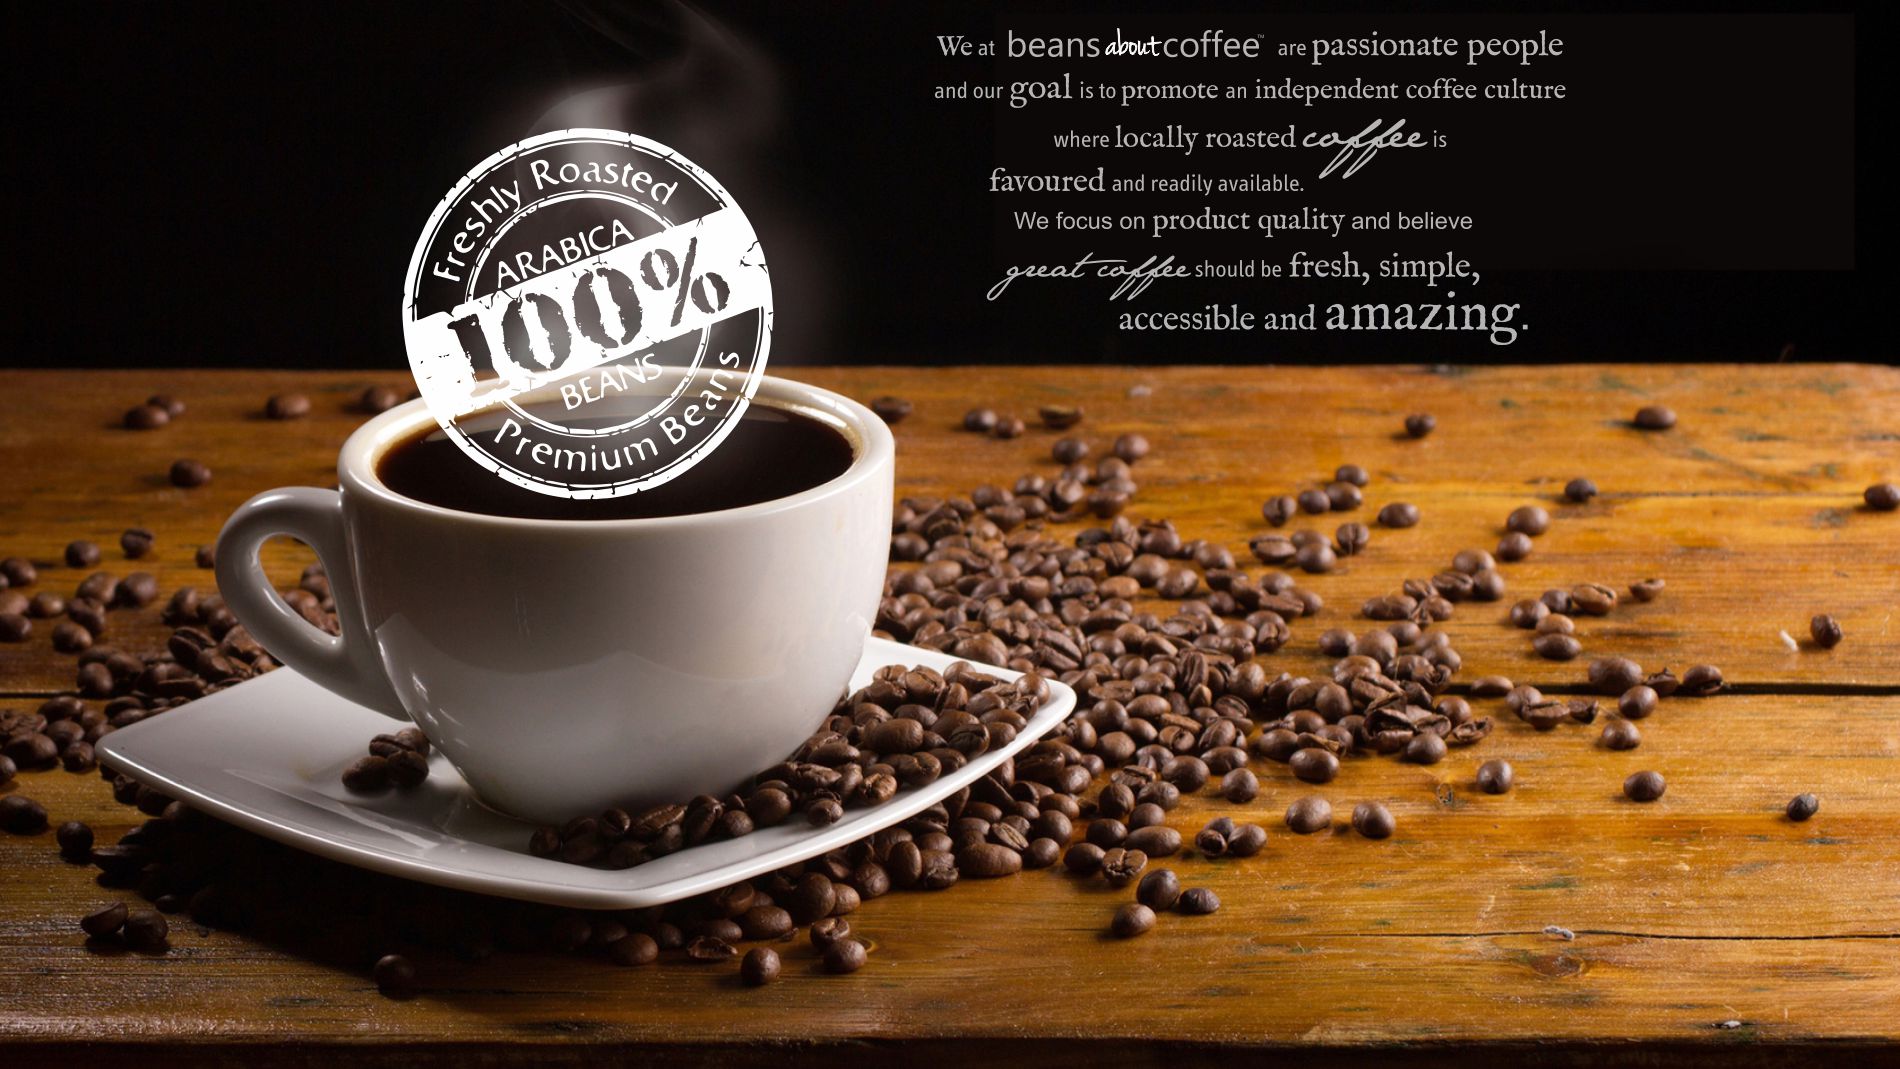 We at beans about coffee™ are passionate people
and our goal is to promote an independent coffee culture
where locally roasted coffee is
favoured and readily available.
We focus on product quality and believe
great coffee should be fresh, simple,
accessible and amazing.
Freshly Roasted
ARABICA
100%
BEANS
Premium Beans